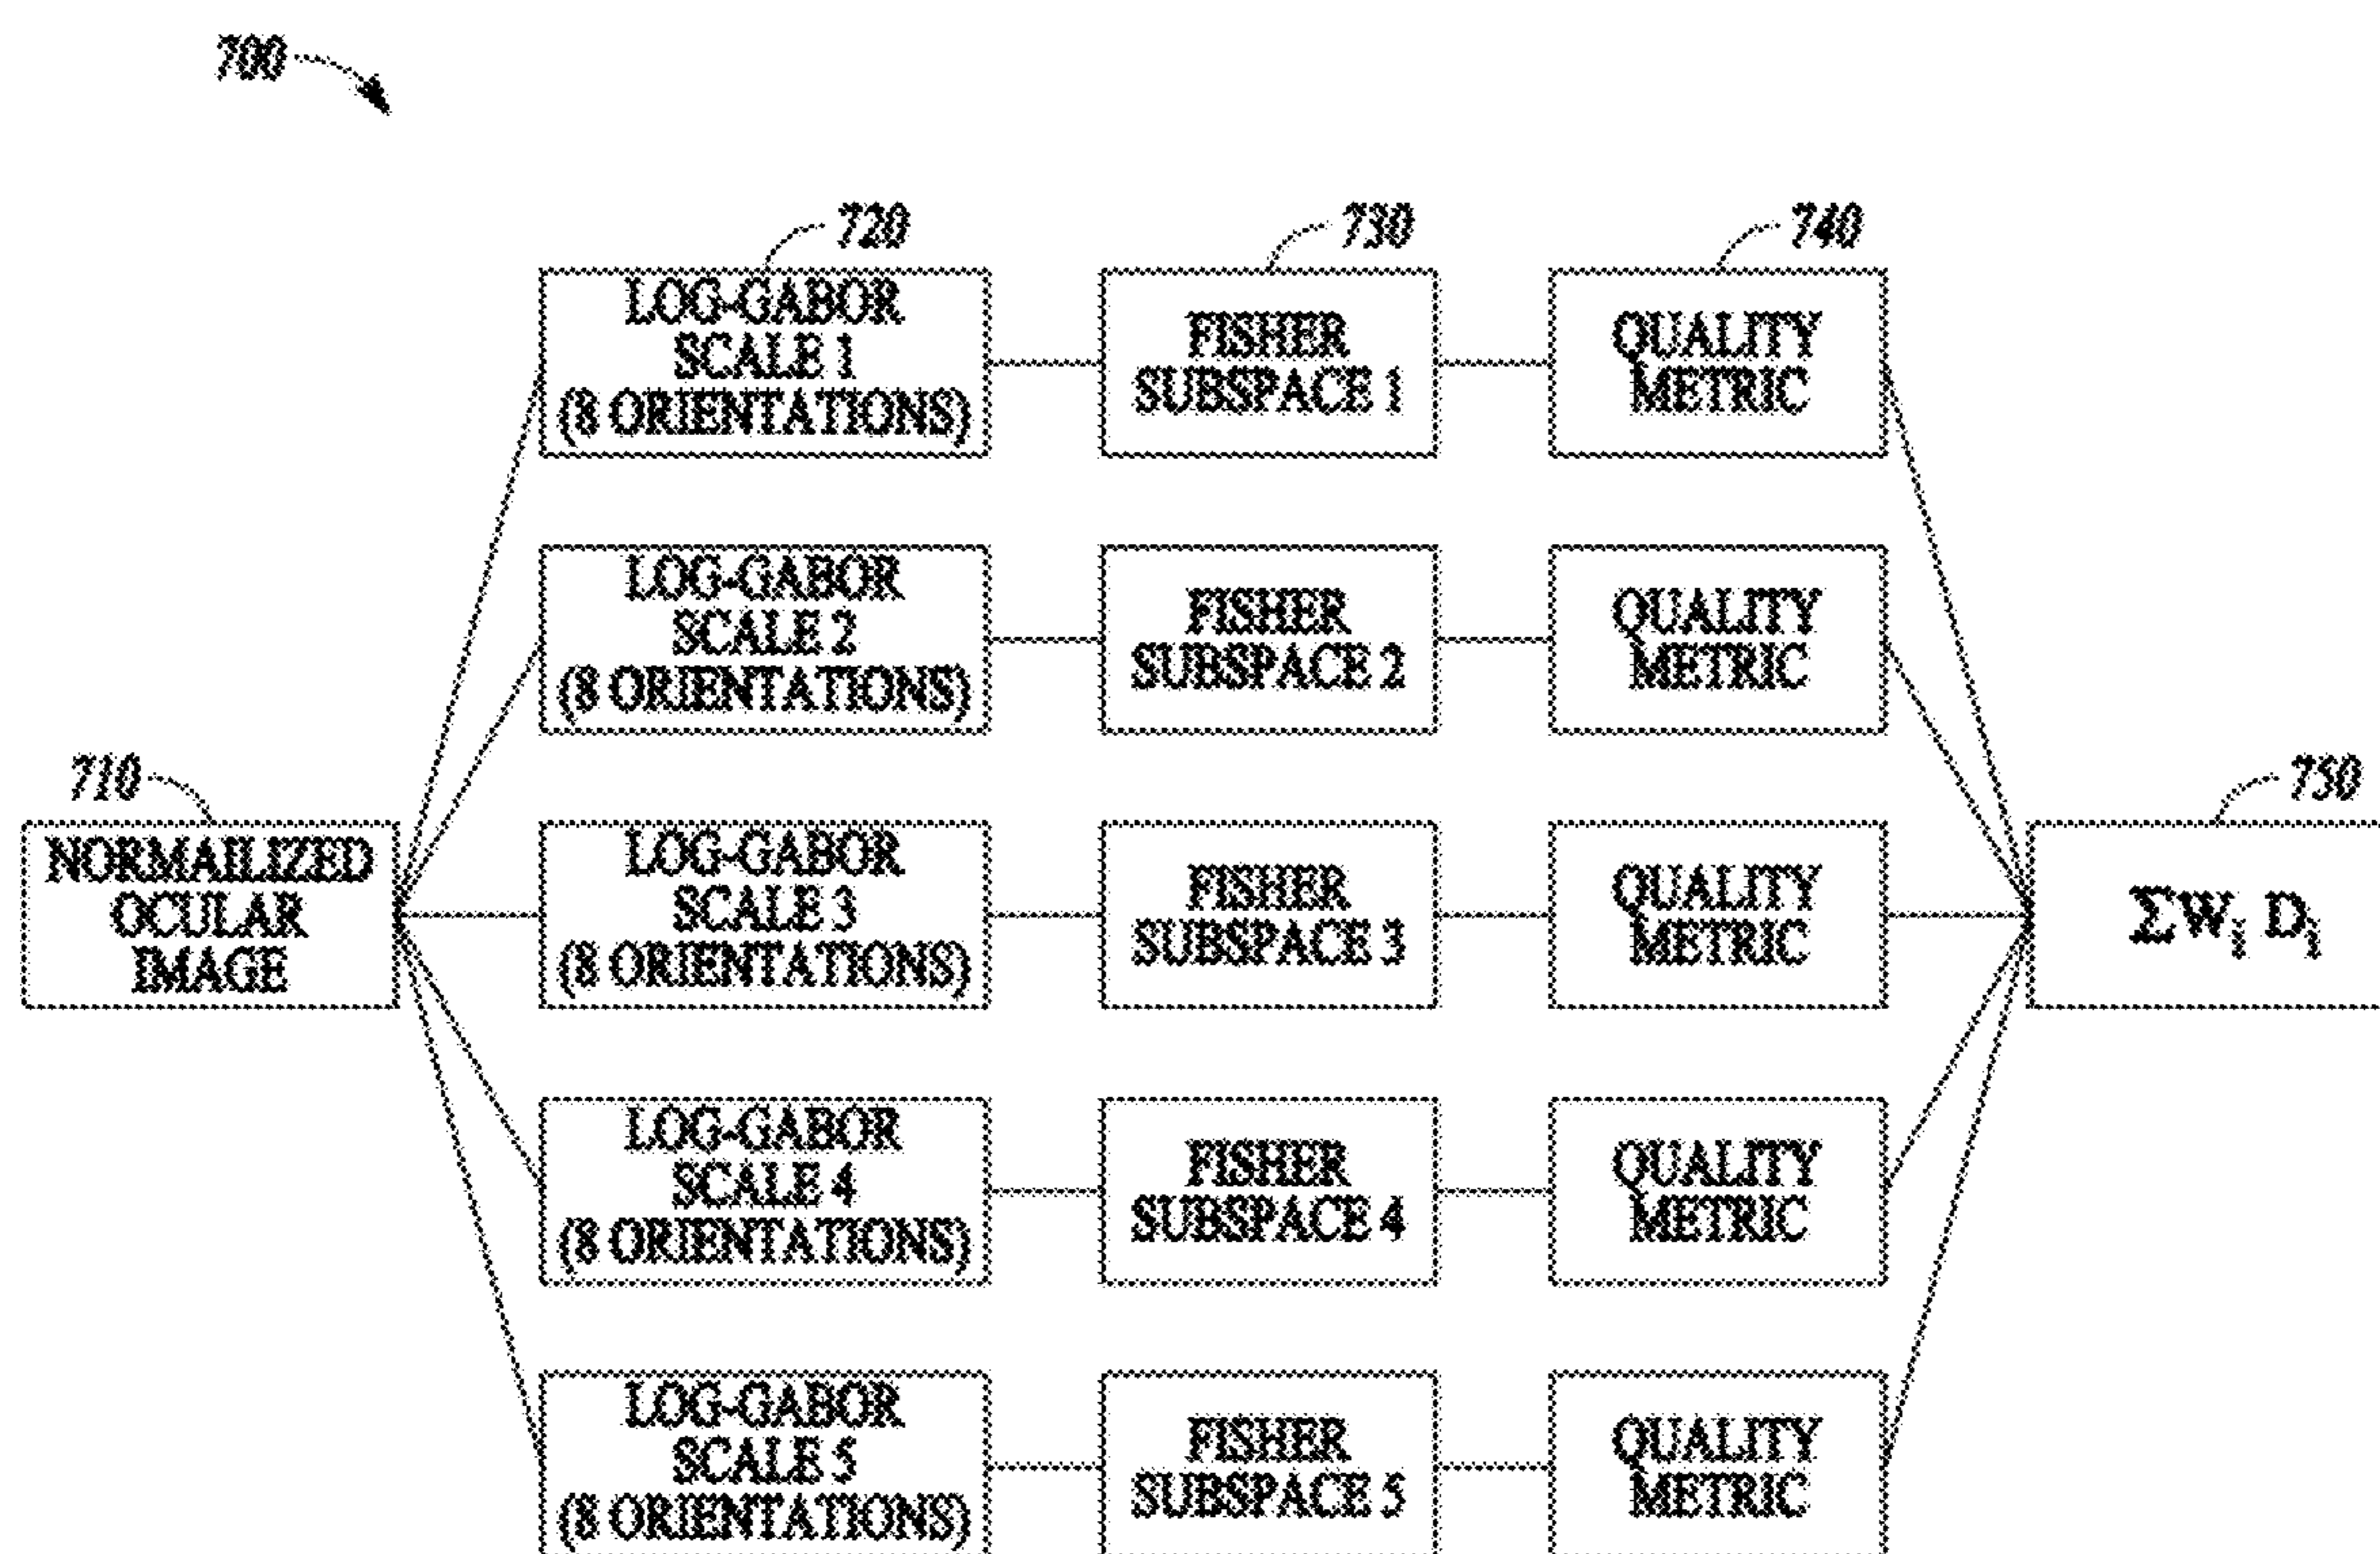 700
720
730
740
LOG-GABOR
SCALE 1
(8 ORIENTATIONS)
FISHER
SUBSPACE 1
QUALITY
METRIC
LOG-GABOR
SCALE 2
(8 ORIENTATIONS)
FISHER
SUBSPACE 2
QUALITY
METRIC
710
NORMAILIZED
OCULAR
IMAGE
LOG-GABOR
SCALE 3
(8 ORIENTATIONS)
FISHER
SUBSPACE 3
QUALITY
METRIC
750
ΣWi Di
LOG-GABOR
SCALE 4
(8 ORIENTATIONS)
FISHER
SUBSPACE 4
QUALITY
METRIC
LOG-GABOR
SCALE 5
(8 ORIENTATIONS)
FISHER
SUBSPACE 5
QUALITY
METRIC